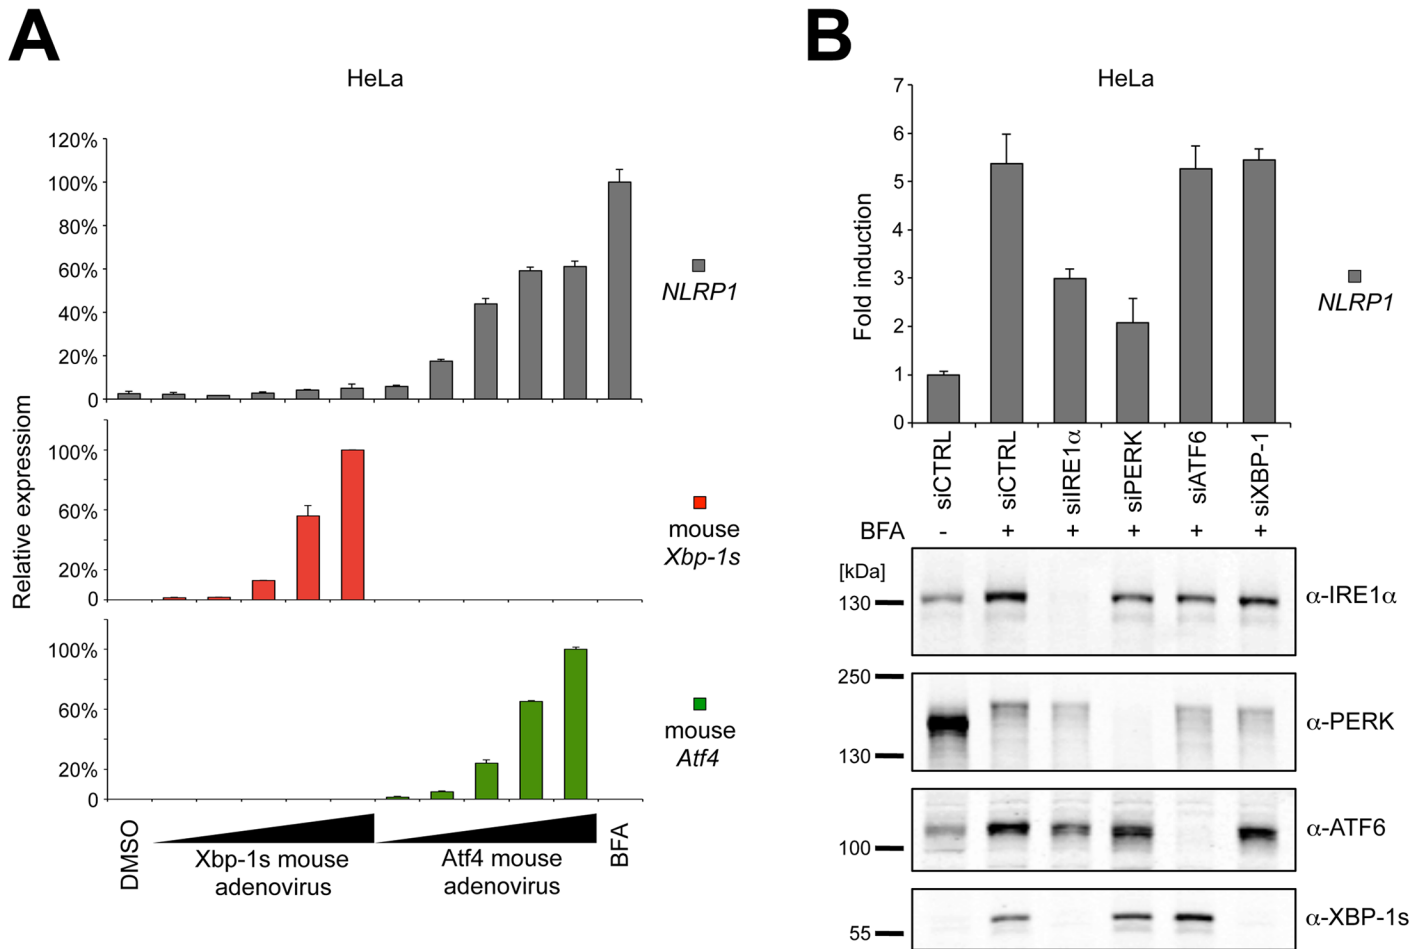 A
HeLa
120%
100%
80%
60%
40%
20%
0
NLRP1
100%
60%
20%
0
mouse
Xbp-1s
100%
60%
20%
0
mouse
Atf4
Relative expressiom
DMSO
Xbp-1s mouse
adenovirus
Atf4 mouse
adenovirus
BFA
B
HeLa
7
6
5
4
3
2
1
0
Fold induction
NLRP1
siCTRL
siCTRL
siIRE1α
siPERK
siATF6
siXBP-1
BFA - + + + + +
[kDa]
130
α-IRE1α
250
130
α-PERK
100
α-ATF6
55
α-XBP-1s